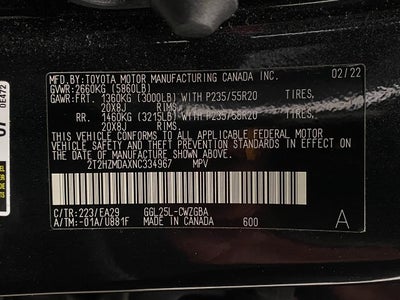 MFD.BY:TOYOTA MOTOR MANUFACTURING CANADA INC. 02/22
GVWR:2660KG (5860LB)
GAWR:FRT. 1360KG (3000LB)WITH P235/55R20 TIRES,
20X8J RIMS,
RR. 1460KG (3215LB)WITH P235/55R20 TIRES,
20X8J RIMS,
THIS VEHICLE CONFORMS TO ALL APPLICABLE FEDERAL MOTOR
VEHICLE SAFETY AND THEFT PREVENTION STANDARDS IN EFFECT
ON THE DATE OF MANUFACTURE SHOWN ABOVE.
2T2HZMDAXNC334967 MPV
C/TR:223/EA29 GGL25L-CWZGBA
A/TM:-01A/U881F MADE IN CANADA 600 A
0E472